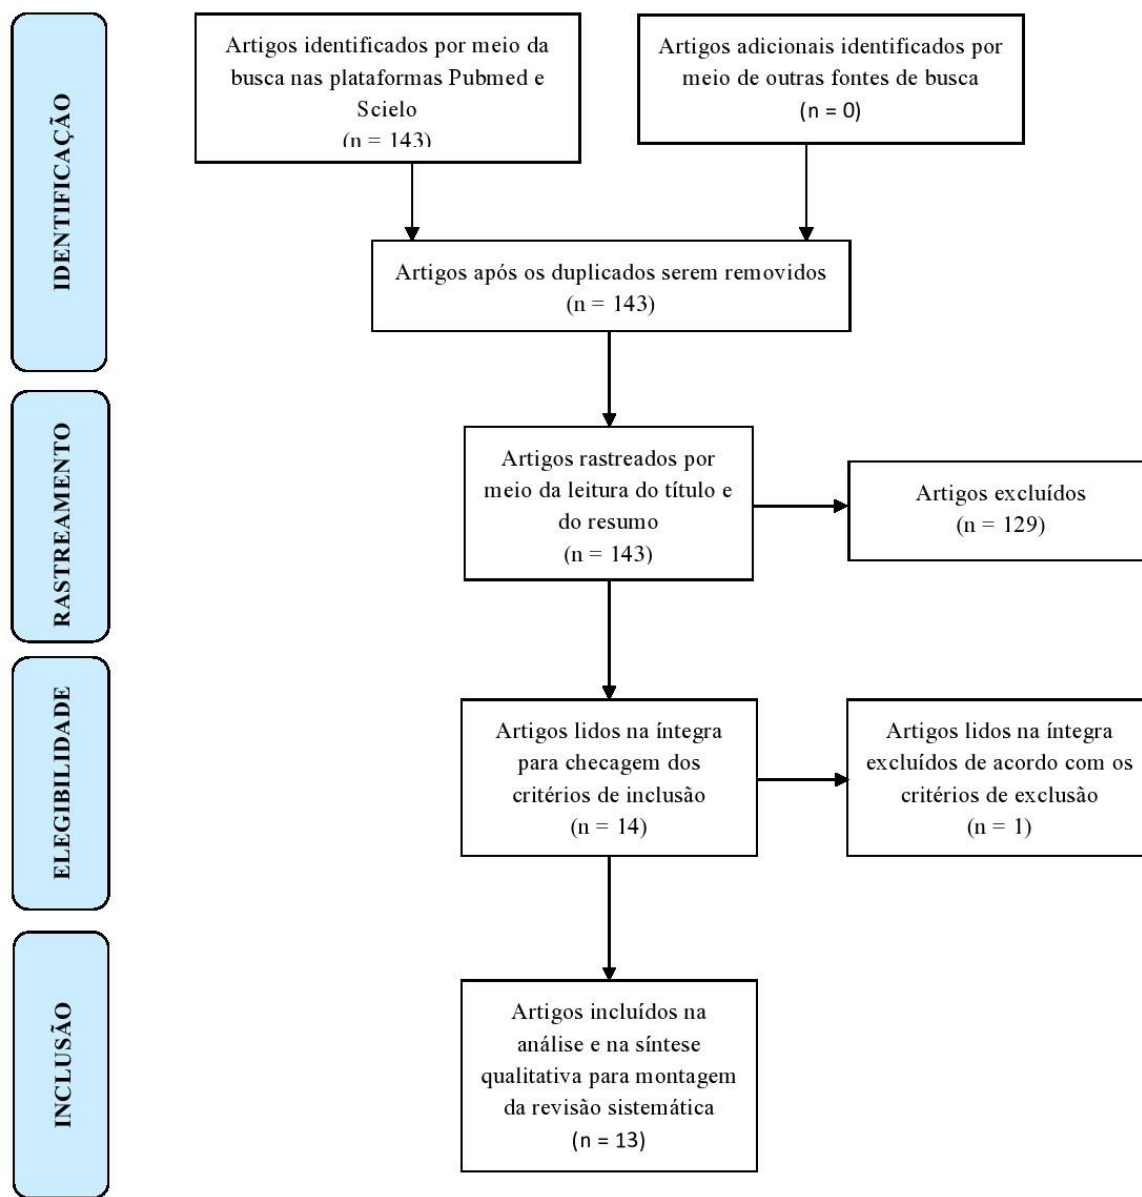 IDENTIFICAÇÃO
Artigos identificados por meio da
busca nas plataformas Pubmed e
Scielo
(n = 143)
Artigos adicionais identificados por
meio de outras fontes de busca
(n = 0)
Artigos após os duplicados serem removidos
(n = 143)
RASTREAMENTO
Artigos rastreados por
meio da leitura do título e
do resumo
(n = 143)
Artigos excluídos
(n = 129)
ELEGIBILIDADE
Artigos lidos na íntegra
para checagem dos
critérios de inclusão
(n = 14)
Artigos lidos na íntegra
excluídos de acordo com os
critérios de exclusão
(n = 1)
INCLUSÃO
Artigos incluídos na
análise e na síntese
qualitativa para montagem
da revisão sistemática
(n = 13)